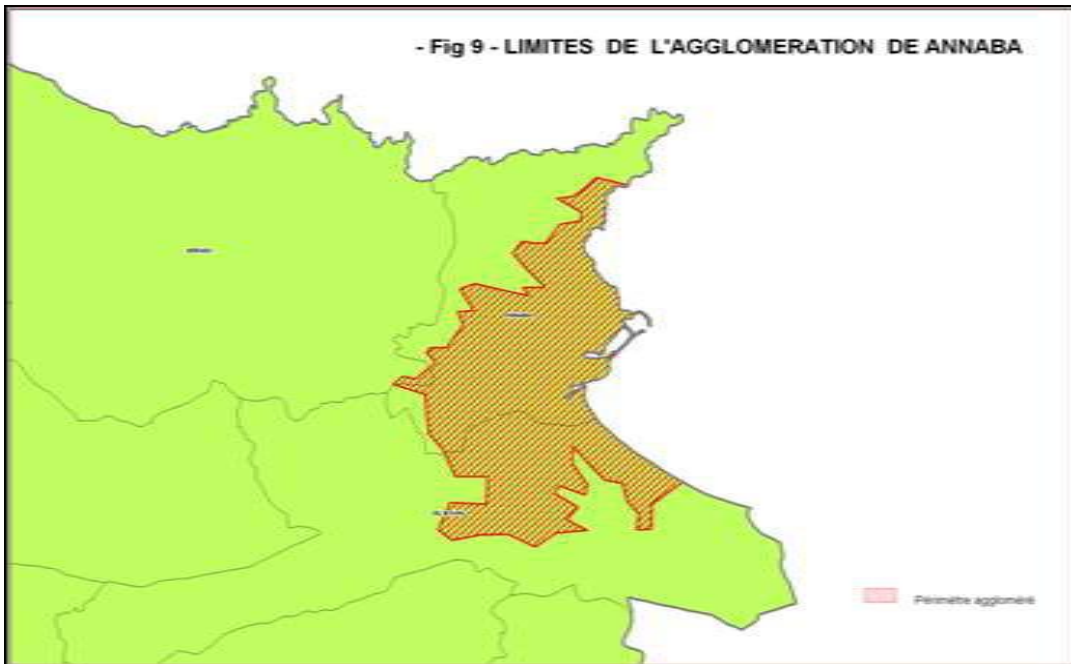 - Fig 9 - LIMITES DE L'AGGLOMERATION DE ANNABA
Périmètre aggloméré